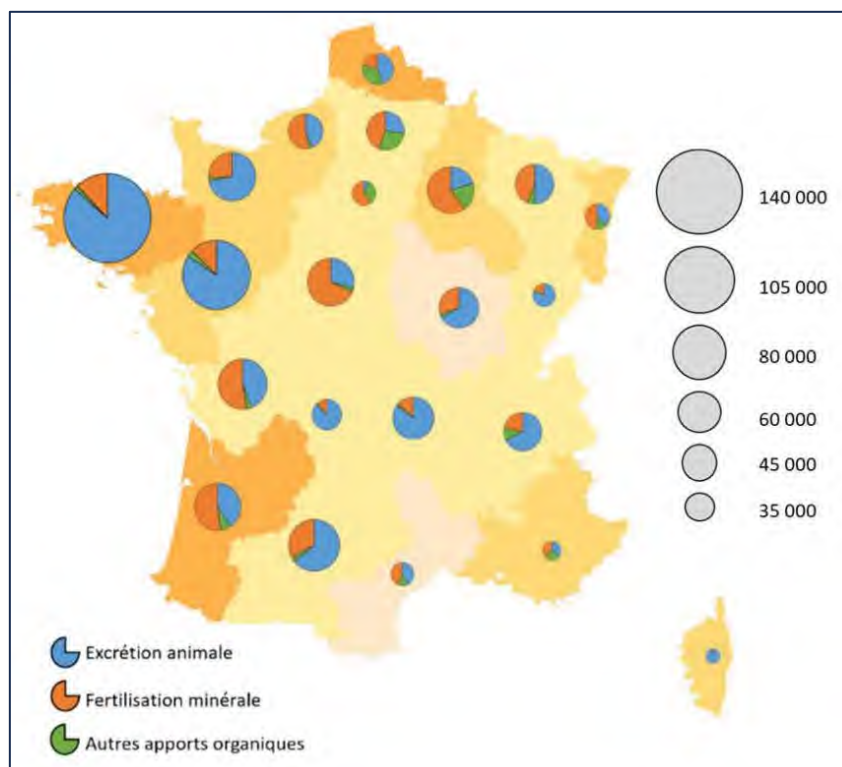 140 000
105 000
80 000
60 000
45 000
35 000
Excrétion animale
Fertilisation minérale
Autres apports organiques